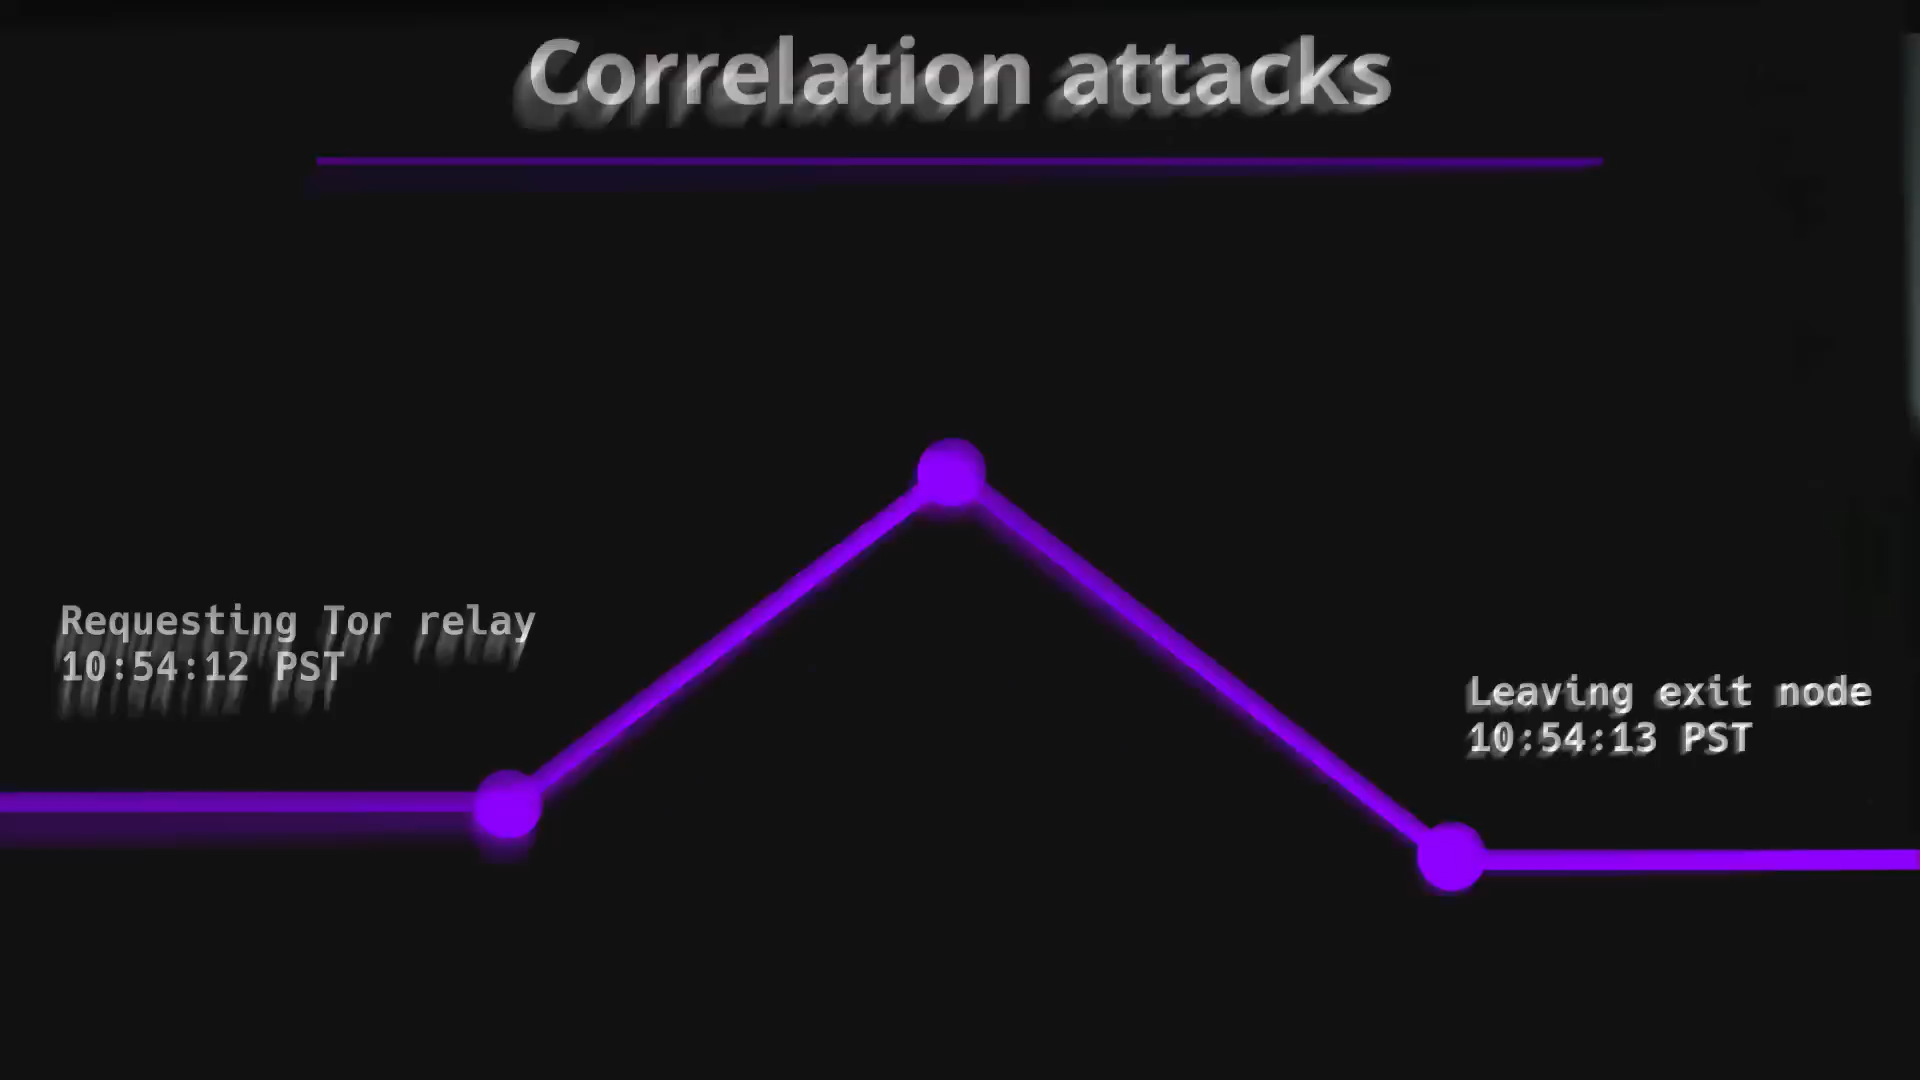 Correlation attacks
Requesting Tor relay
10:54:12 PST
Leaving exit node
10:54:13 PST